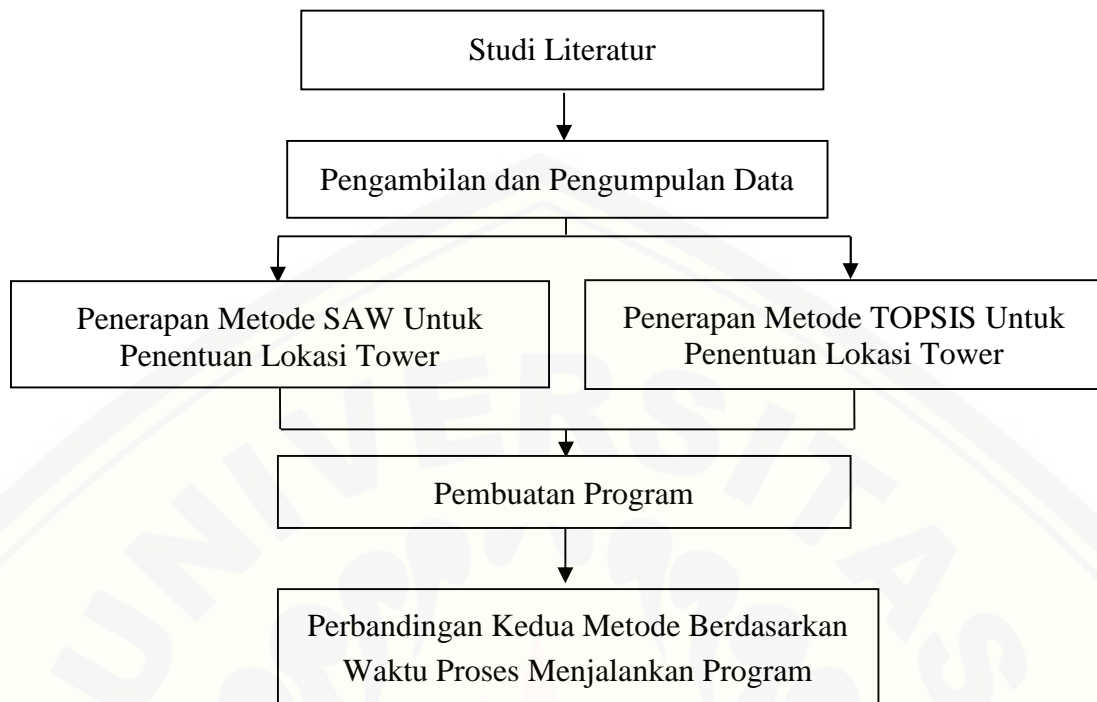 Studi Literatur
Pengambilan dan Pengumpulan Data
Penerapan Metode SAW Untuk
Penentuan Lokasi Tower
Penerapan Metode TOPSIS Untuk
Penentuan Lokasi Tower
Pembuatan Program
Perbandingan Kedua Metode Berdasarkan
Waktu Proses Menjalankan Program
UNIVERSITAS